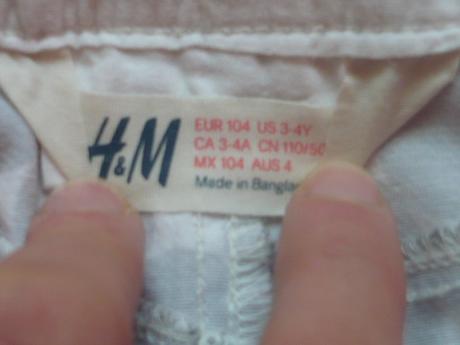 H&M
EUR 104 US 3-4Y
CA 3-4A CN 110/50
MX 104 AUS 4
Made in